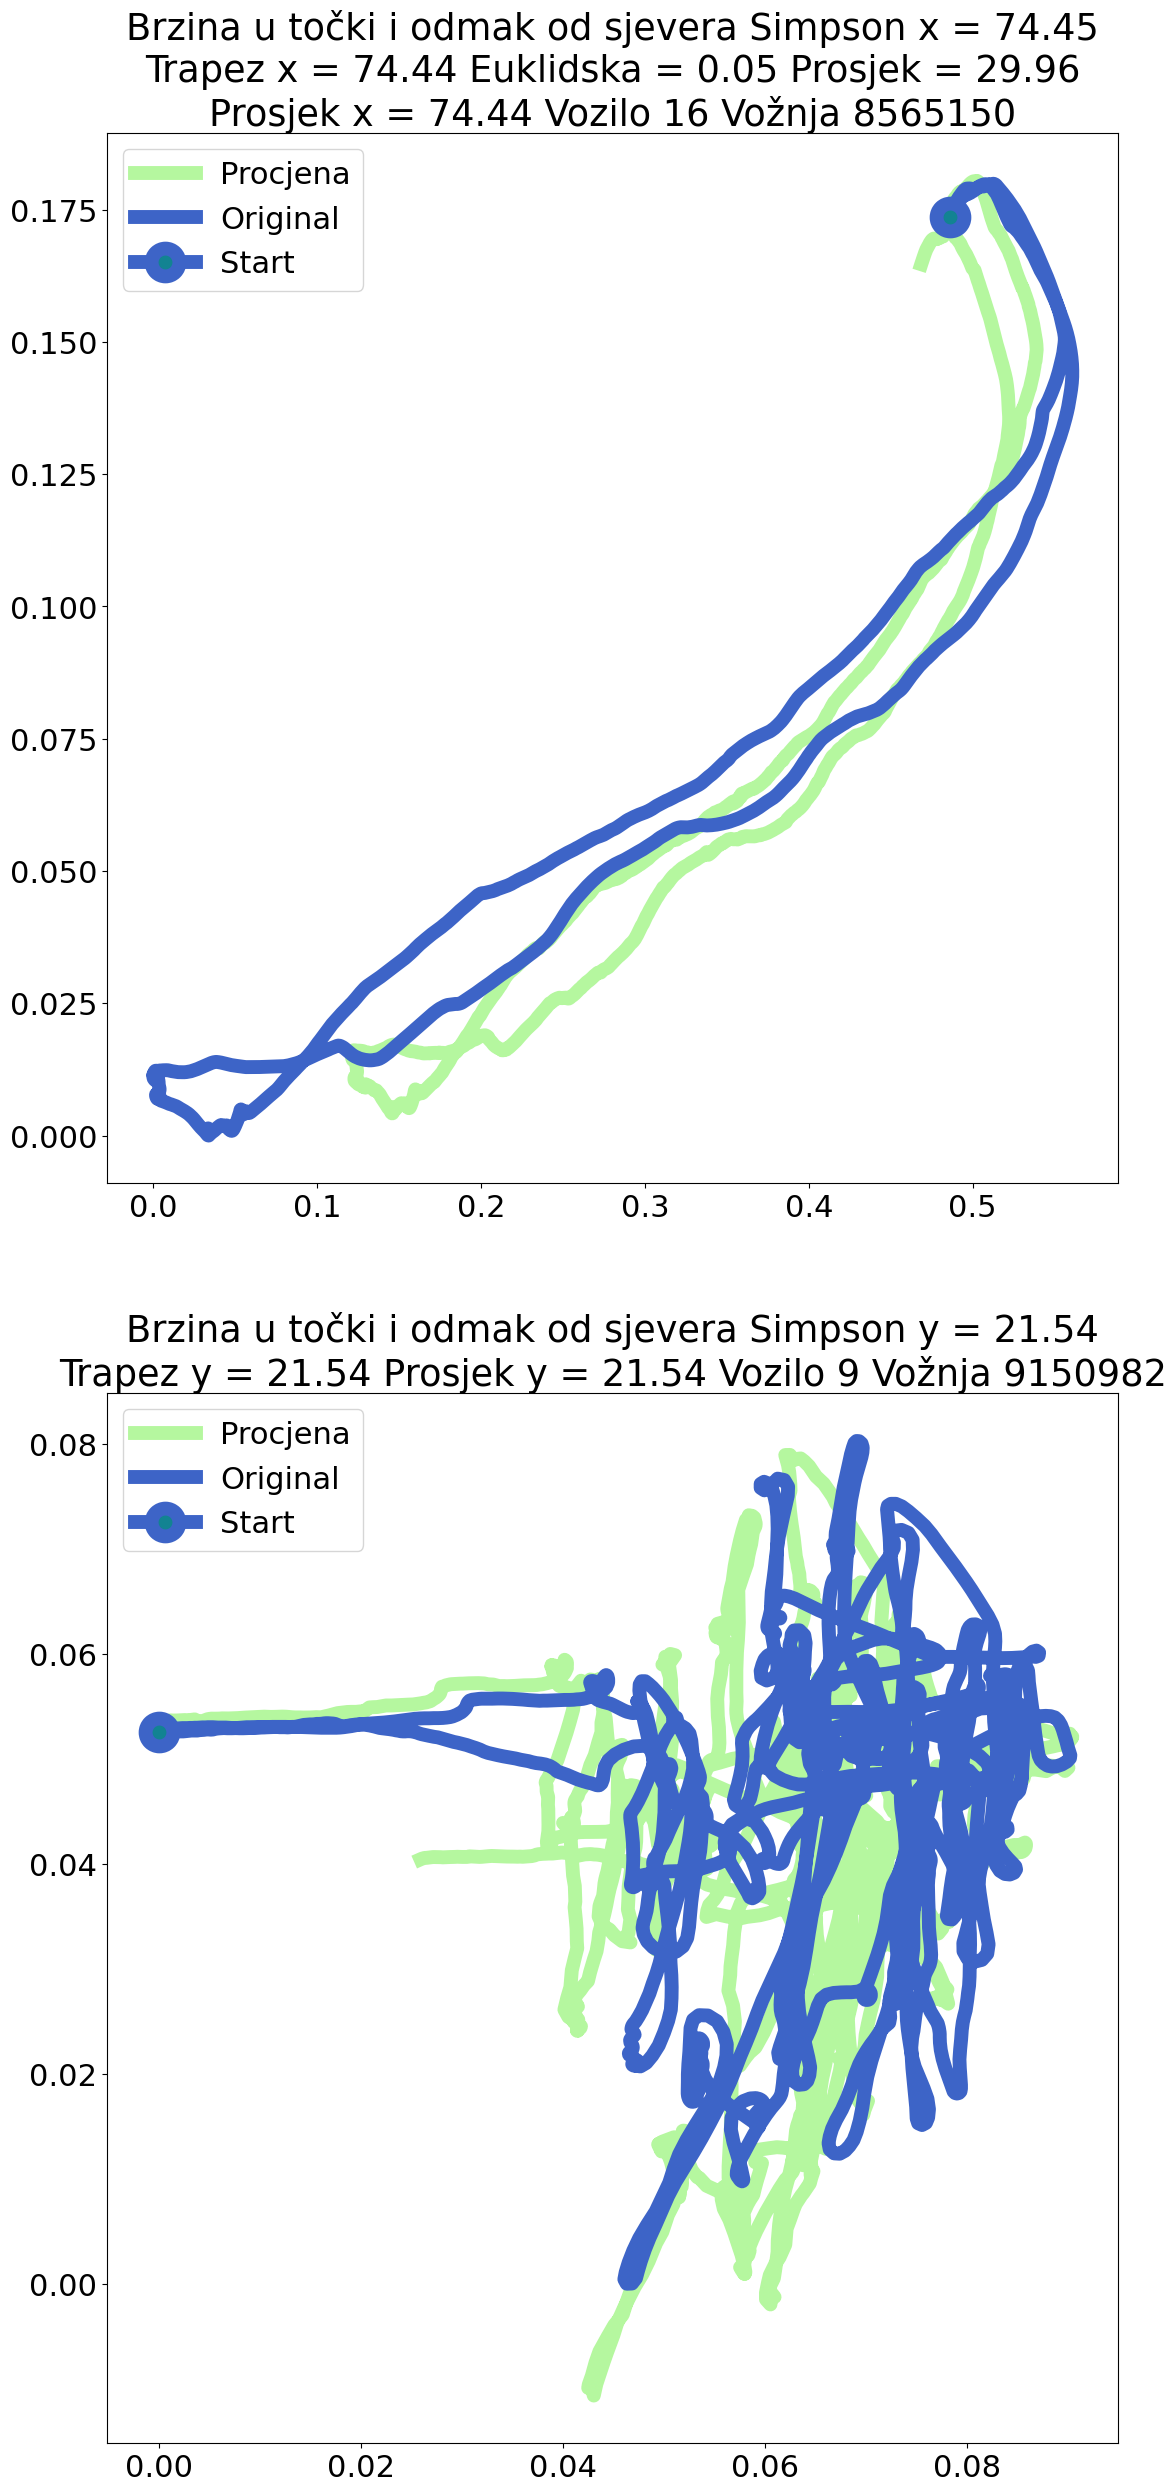 Brzina u točki i odmak od sjevera Simpson x = 74.45
Trapez x = 74.44 Euklidska = 0.05 Prosjek = 29.96
Prosjek x = 74.44 Vozilo 16 Vožnja 8565150
Procjena
Original
Start
0.175
0.150
0.125
0.100
0.075
0.050
0.025
0.000
0.0 0.1 0.2 0.3 0.4 0.5
Brzina u točki i odmak od sjevera Simpson y = 21.54
Trapez y = 21.54 Prosjek y = 21.54 Vozilo 9 Vožnja 9150982
Procjena
Original
Start
0.08
0.06
0.04
0.02
0.00
0.00 0.02 0.04 0.06 0.08